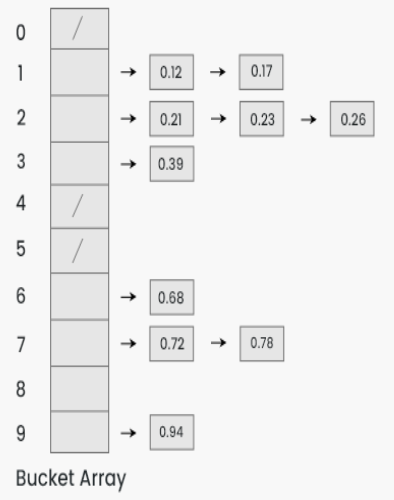 0 /
1 → 0.12 → 0.17
2 → 0.21 → 0.23 → 0.26
3 → 0.39
4 /
5 /
6 → 0.68
7 → 0.72 → 0.78
8
9 → 0.94
Bucket Array